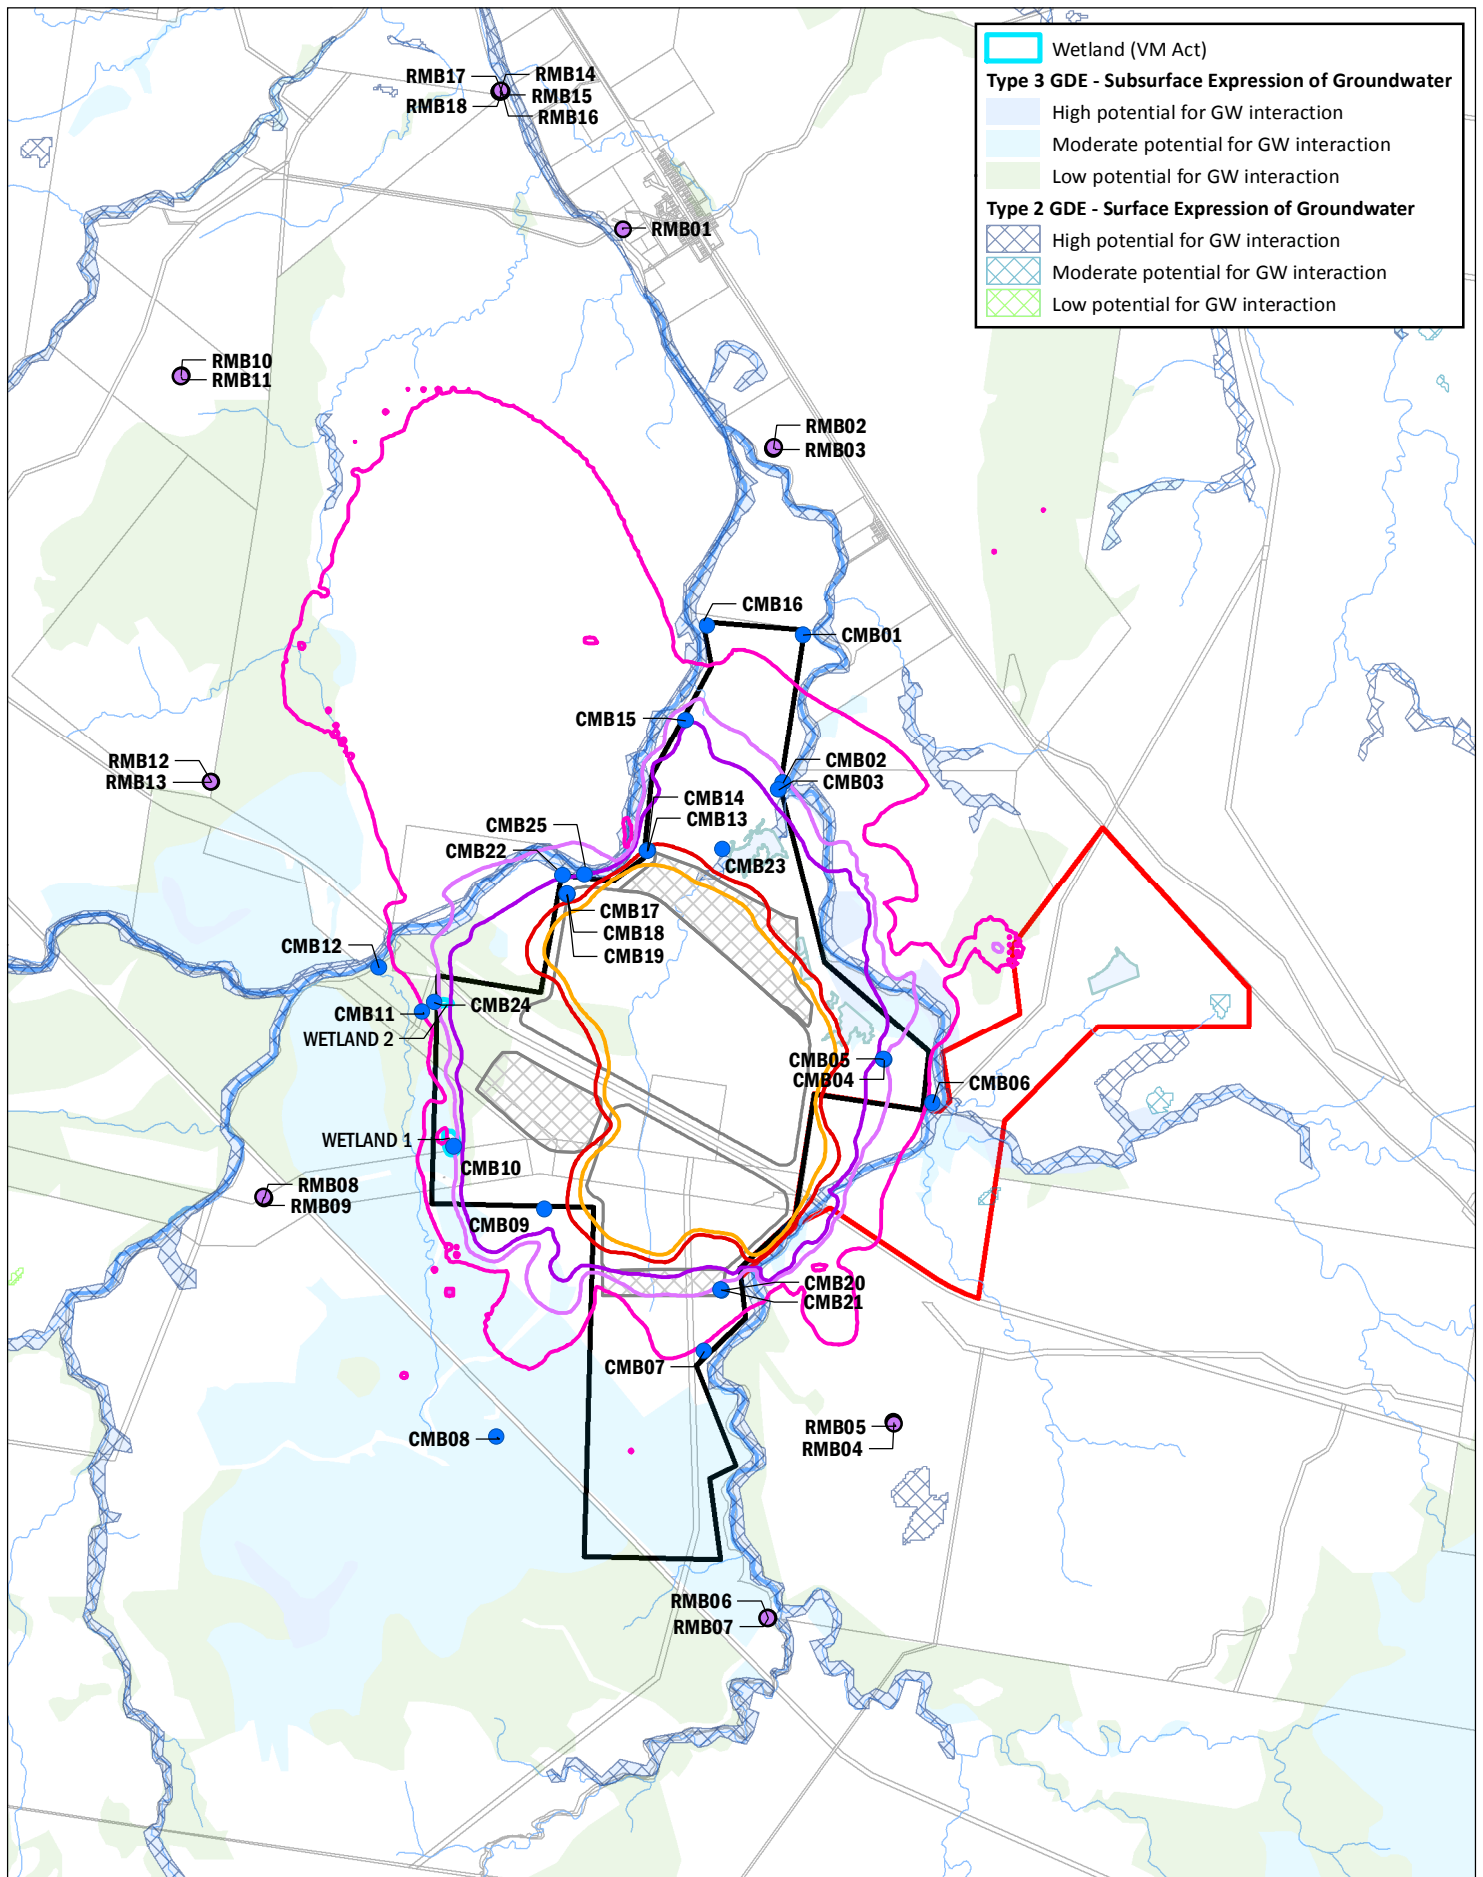 Wetland (VM Act)
Type 3 GDE - Subsurface Expression of Groundwater
High potential for GW interaction
Moderate potential for GW interaction
Low potential for GW interaction
Type 2 GDE - Surface Expression of Groundwater
High potential for GW interaction
Moderate potential for GW interaction
Low potential for GW interaction
RMB17
RMB14
RMB18
RMB15
RMB16
RMB01
RMB10
RMB11
RMB02
RMB03
CMB16
CMB01
CMB15
RMB12
RMB13
CMB02
CMB03
CMB14
CMB13
CMB25
CMB22
CMB23
CMB17
CMB18
CMB19
CMB12
CMB11
CMB24
WETLAND 2
CMB05
CMB04
CMB06
WETLAND 1
CMB10
RMB08
RMB09
CMB09
CMB20
CMB21
CMB07
CMB08
RMB05
RMB04
RMB06
RMB07